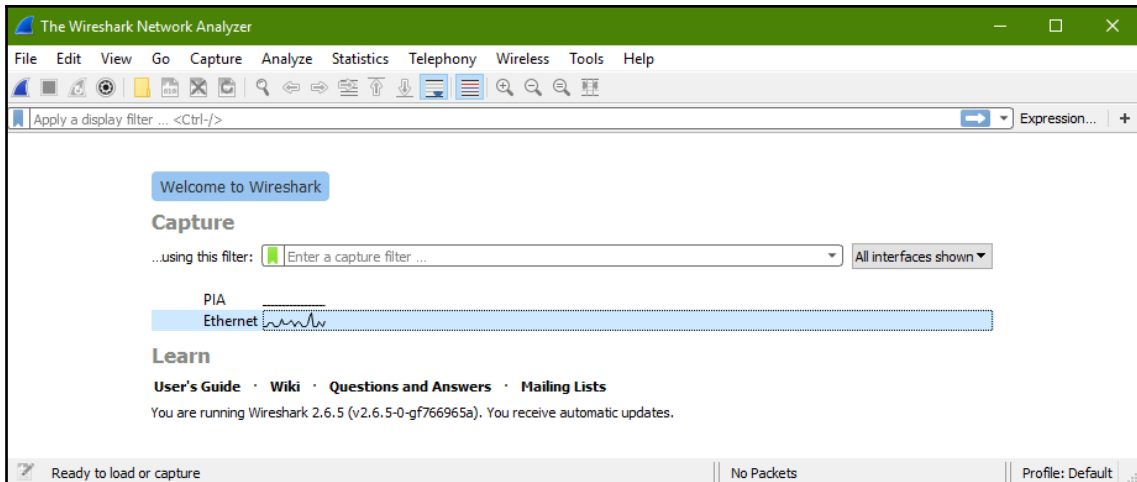 The Wireshark Network Analyzer
File Edit View Go Capture Analyze Statistics Telephony Wireless Tools Help
Apply a display filter ... <Ctrl-/> Expression... +
Welcome to Wireshark
Capture
...using this filter: Enter a capture filter ... All interfaces shown
PIA
Ethernet
Learn
User's Guide · Wiki · Questions and Answers · Mailing Lists
You are running Wireshark 2.6.5 (v2.6.5-0-gf766965a). You receive automatic updates.
Ready to load or capture No Packets Profile: Default